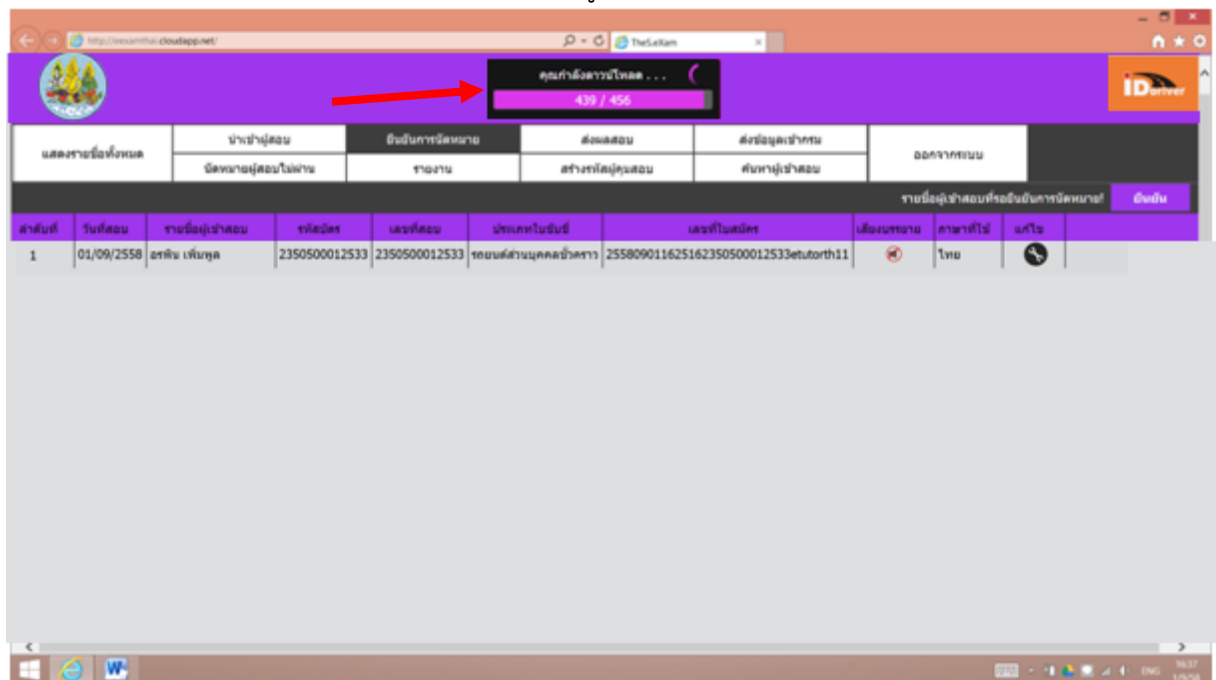 http://eexamthai.cloudapp.net/
TheS.eXam
คุณกำลังดาวน์โหลด . . .
439 / 456
iDriver
แสดงรายชื่อทั้งหมด
นำเข้าผู้สอบ
ยืนยันการนัดหมาย
ส่งผลสอบ
ส่งข้อมูลเข้ากรม
ออกจากระบบ
นัดหมายผู้สอบไม่ผ่าน
รายงาน
สร้างรหัสผู้คุมสอบ
ค้นหาผู้เข้าสอบ
รายชื่อผู้เข้าสอบที่รอยืนยันการนัดหมาย! ยืนยัน
ลำดับที่ วันที่สอบ รายชื่อผู้เข้าสอบ รหัสบัตร เลขที่สอบ ประเภทใบขับขี่ เลขที่ใบสมัคร เสียงบรรยาย ภาษาที่ใช้ แก้ไข
1 01/09/2558 อรพิน เพิ่มพูล 2350500012533 2350500012533 รถยนต์ส่วนบุคคลชั่วคราว 255809011625162350500012533etutorth11 ไทย
ENG 16:37
1/9/58